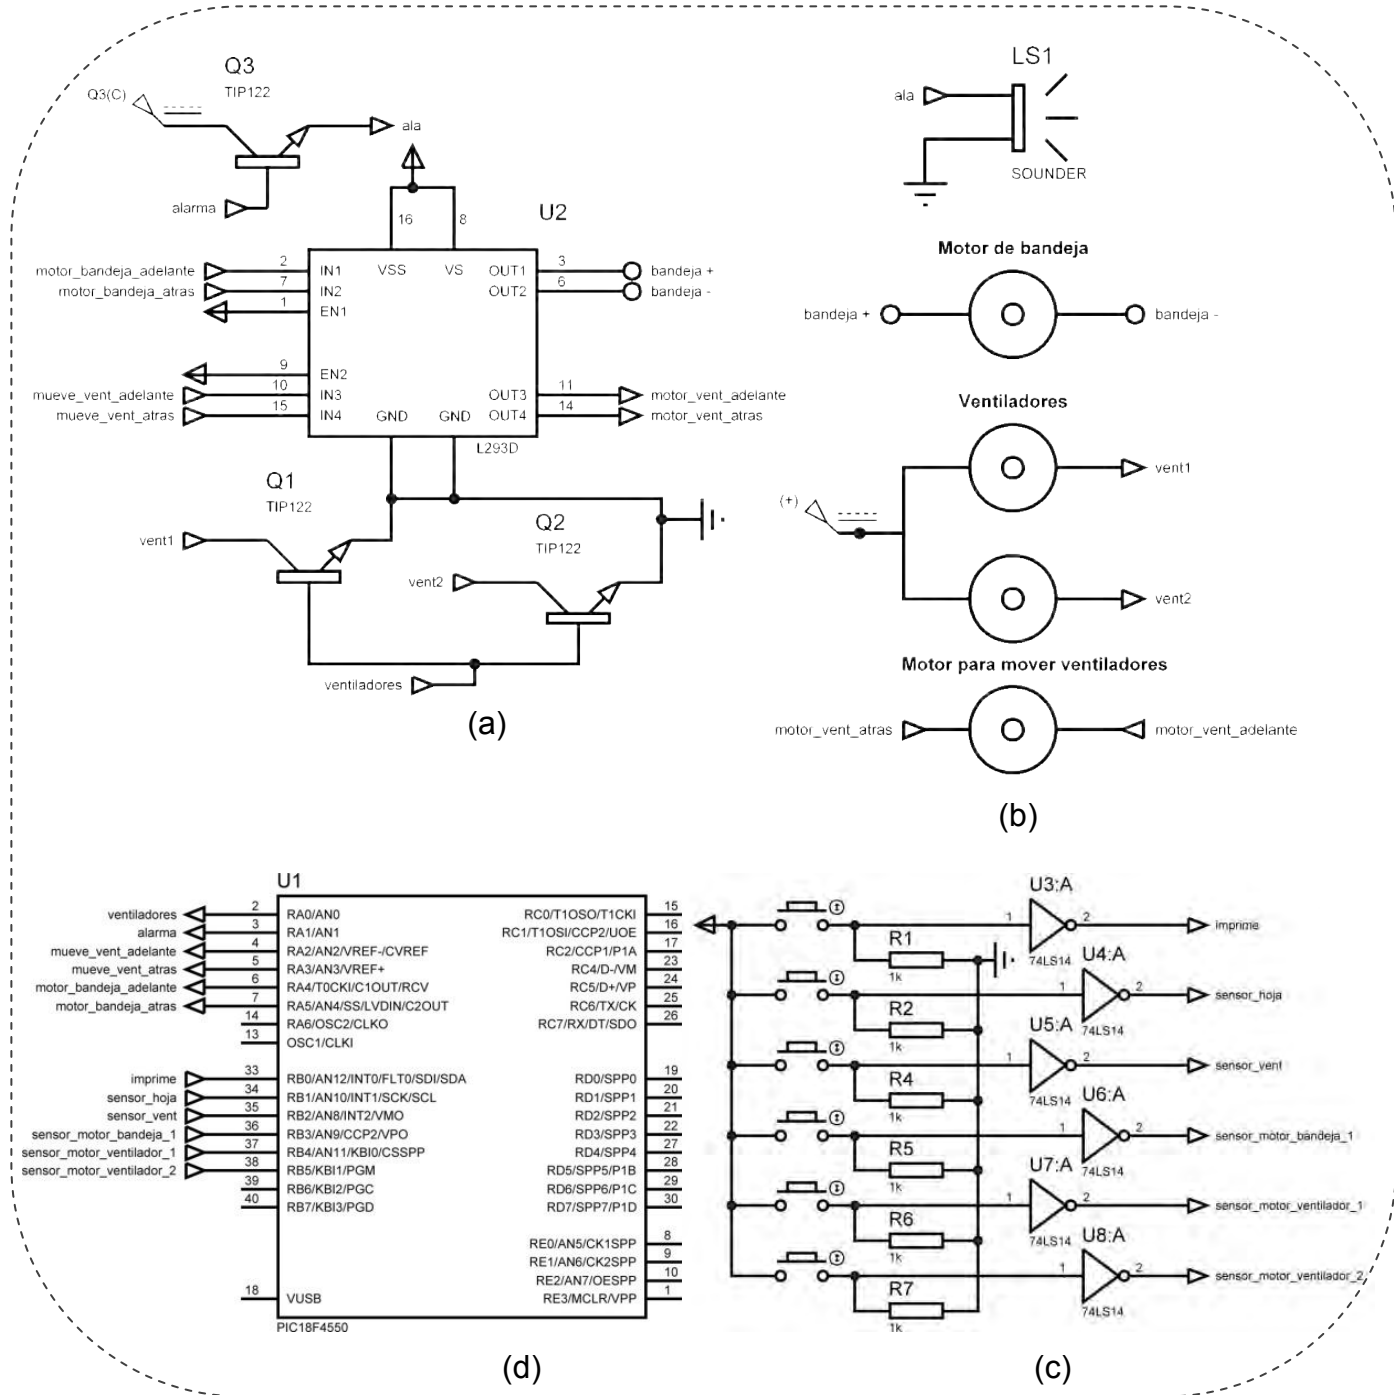 Q3
TIP122
Q3(C)
ala
alarma
16
8
U2
VSS
VS
motor_bandeja_adelante
2
IN1
OUT1
3
bandeja +
motor_bandeja_atras
7
IN2
OUT2
6
bandeja -
1
EN1
9
EN2
mueve_vent_adelante
10
IN3
OUT3
11
motor_vent_adelante
mueve_vent_atras
15
IN4
GND
GND
OUT4
14
motor_vent_atras
L293D
Q1
TIP122
vent1
Q2
TIP122
vent2
ventiladores
(a)
LS1
ala
SOUNDER
Motor de bandeja
bandeja +
bandeja -
Ventiladores
(+)
vent1
vent2
Motor para mover ventiladores
motor_vent_atras
motor_vent_adelante
(b)
U1
ventiladores
2
RA0/AN0
RC0/T1OSO/T1CKI
15
alarma
3
RA1/AN1
RC1/T1OSI/CCP2/UOE
16
mueve_vent_adelante
4
RA2/AN2/VREF-/CVREF
RC2/CCP1/P1A
17
mueve_vent_atras
5
RA3/AN3/VREF+
RC4/D-/VM
23
motor_bandeja_adelante
6
RA4/T0CKI/C1OUT/RCV
RC5/D+/VP
24
motor_bandeja_atras
7
RA5/AN4/SS/LVDIN/C2OUT
RC6/TX/CK
25
14
RA6/OSC2/CLKO
RC7/RX/DT/SDO
26
13
OSC1/CLKI
imprime
33
RB0/AN12/INT0/FLT0/SDI/SDA
RD0/SPP0
19
sensor_hoja
34
RB1/AN10/INT1/SCK/SCL
RD1/SPP1
20
sensor_vent
35
RB2/AN8/INT2/VMO
RD2/SPP2
21
sensor_motor_bandeja_1
36
RB3/AN9/CCP2/VPO
RD3/SPP3
22
sensor_motor_ventilador_1
37
RB4/AN11/KBI0/CSSPP
RD4/SPP4
27
sensor_motor_ventilador_2
38
RB5/KBI1/PGM
RD5/SPP5/P1B
28
39
RB6/KBI2/PGC
RD6/SPP6/P1C
29
40
RB7/KBI3/PGD
RD7/SPP7/P1D
30
RE0/AN5/CK1SPP
8
RE1/AN6/CK2SPP
9
RE2/AN7/OESPP
10
18
VUSB
RE3/MCLR/VPP
1
PIC18F4550
(d)
U3:A
1
2
imprime
R1
1k
74LS14
U4:A
1
2
sensor_hoja
R2
1k
74LS14
U5:A
1
2
sensor_vent
R4
1k
74LS14
U6:A
1
2
sensor_motor_bandeja_1
R5
1k
74LS14
U7:A
1
2
sensor_motor_ventilador_1
R6
1k
74LS14
U8:A
1
2
sensor_motor_ventilador_2
R7
1k
74LS14
(c)